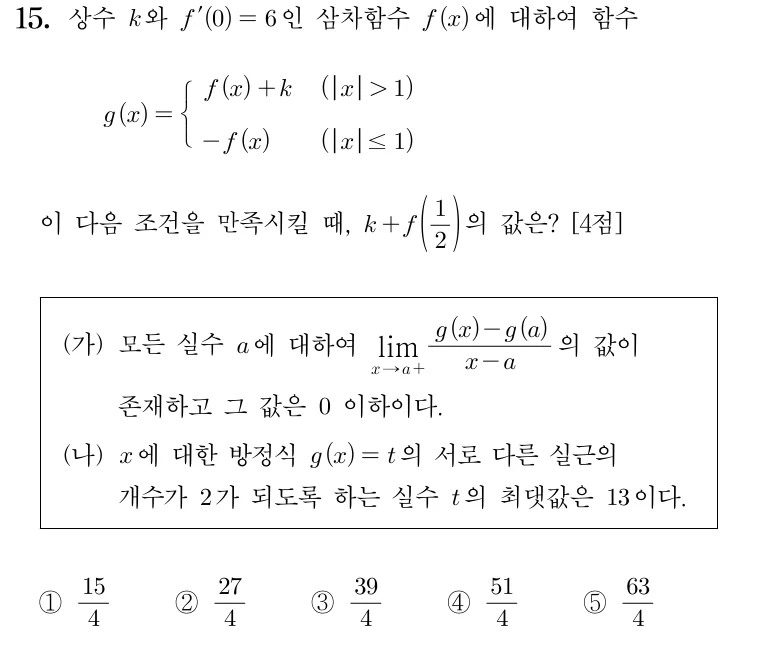 15. 상수 k와 f′(0)=6인 삼차함수 f(x)에 대하여 함수
g(x)={ f(x)+k (|x|>1)
−f(x) (|x|≤1)
이 다음 조건을 만족시킬 때, k+f(1/2)의 값은? [4점]
(가) 모든 실수 a에 대하여 lim x→a+ (g(x)−g(a))/(x−a) 의 값이
존재하고 그 값은 0 이하이다.
(나) x에 대한 방정식 g(x)=t의 서로 다른 실근의
개수가 2가 되도록 하는 실수 t의 최댓값은 13이다.
① 15/4 ② 27/4 ③ 39/4 ④ 51/4 ⑤ 63/4